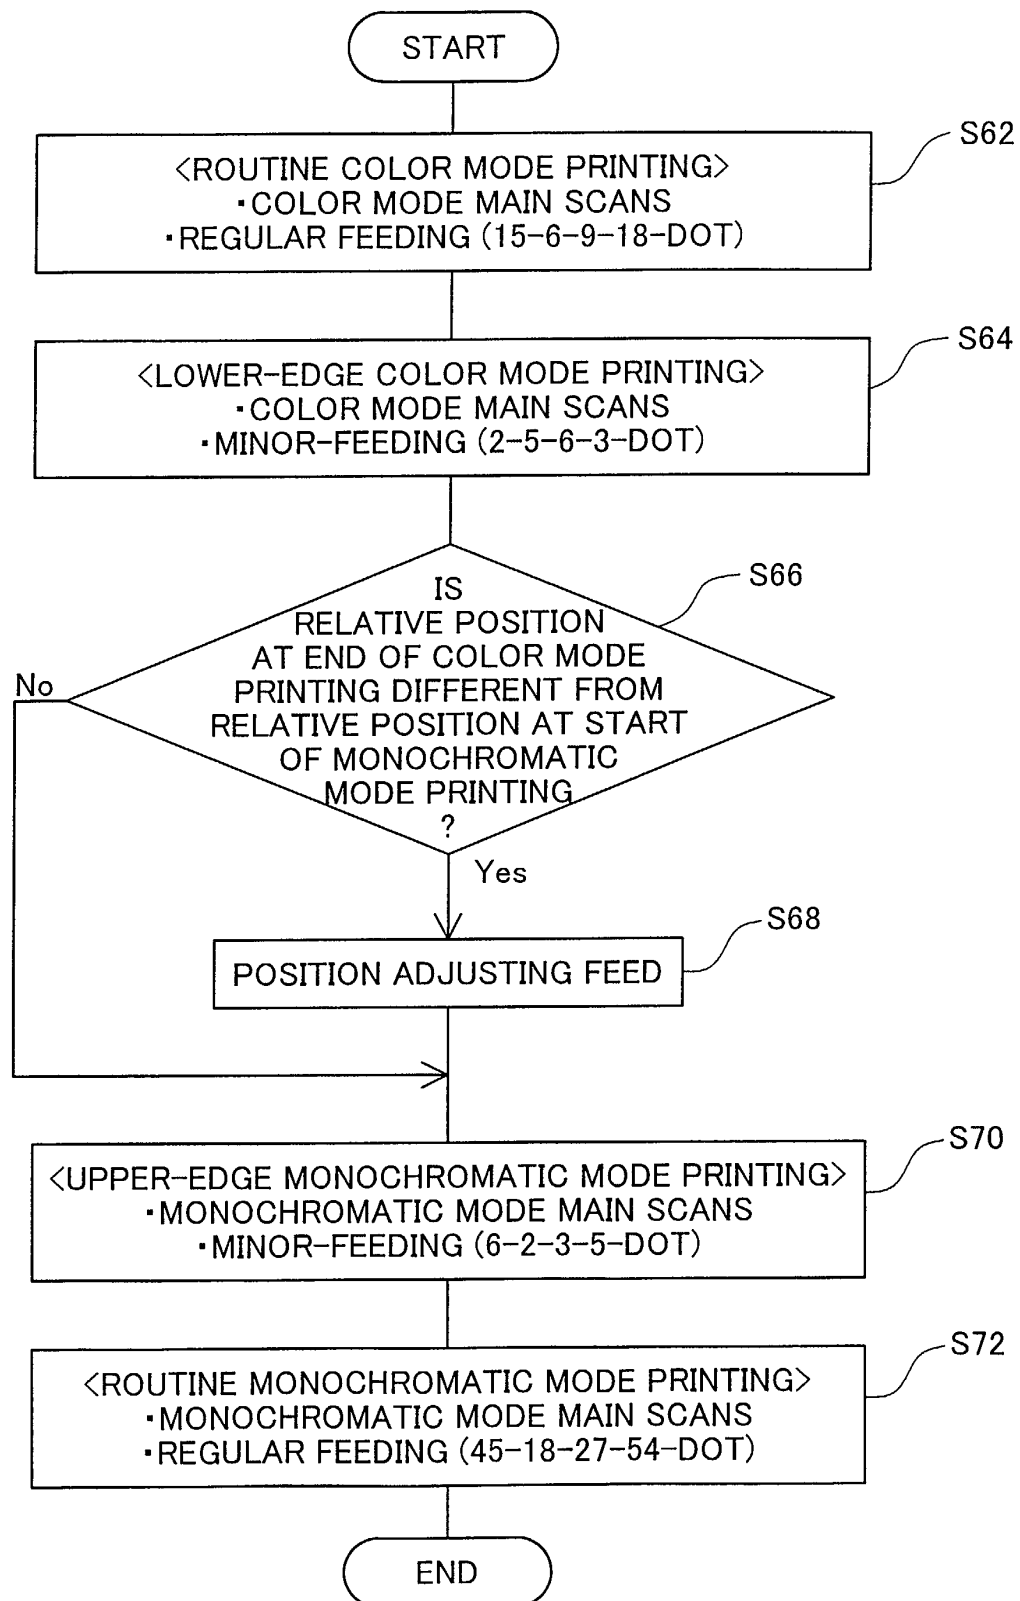 START
S62
<ROUTINE COLOR MODE PRINTING>
▪COLOR MODE MAIN SCANS
▪REGULAR FEEDING (15-6-9-18-DOT)
S64
<LOWER-EDGE COLOR MODE PRINTING>
▪COLOR MODE MAIN SCANS
▪MINOR-FEEDING (2-5-6-3-DOT)
S66
IS
RELATIVE POSITION
AT END OF COLOR MODE
PRINTING DIFFERENT FROM
RELATIVE POSITION AT START
OF MONOCHROMATIC
MODE PRINTING
?
No
Yes
S68
POSITION ADJUSTING FEED
S70
<UPPER-EDGE MONOCHROMATIC MODE PRINTING>
▪MONOCHROMATIC MODE MAIN SCANS
▪MINOR-FEEDING (6-2-3-5-DOT)
S72
<ROUTINE MONOCHROMATIC MODE PRINTING>
▪MONOCHROMATIC MODE MAIN SCANS
▪REGULAR FEEDING (45-18-27-54-DOT)
END